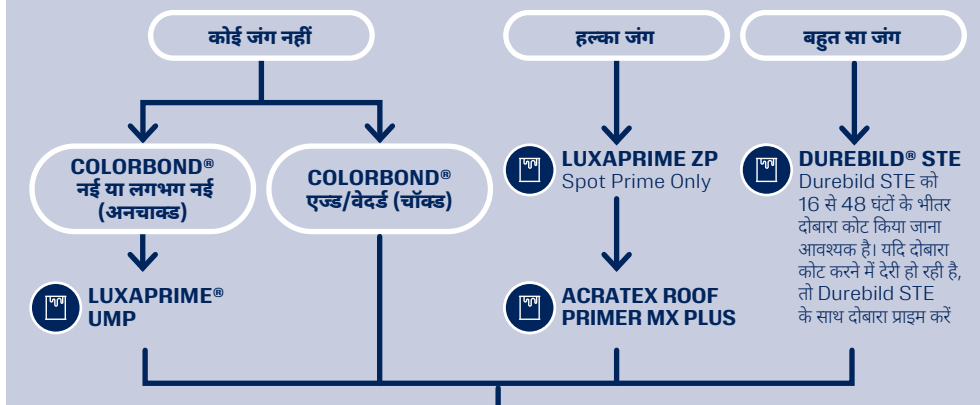 कोई जंग नहीं
हल्का जंग
बहुत सा जंग
COLORBOND®
नई या लगभग नई
(अनचाक्ड)
COLORBOND®
एज्ड/वेदर्ड (चॉक्ड)
LUXAPRIME ZP
Spot Prime Only
DUREBILD® STE
Durebild STE को
16 से 48 घंटों के भीतर
दोबारा कोट किया जाना
आवश्यक है। यदि दोबारा
कोट करने में देरी हो रही है,
तो Durebild STE
के साथ दोबारा प्राइम करें
LUXAPRIME®
UMP
ACRATEX ROOF
PRIMER MX PLUS